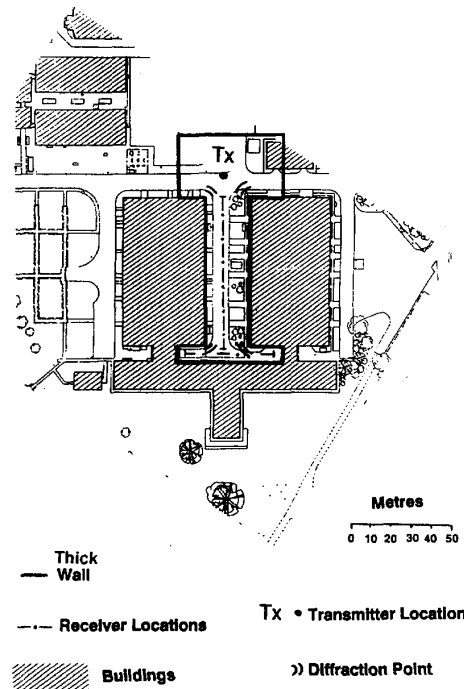 Tx
Metres
0 10 20 30 40 50
Thick
Wall
Receiver Locations
Tx • Transmitter Location
Buildings
Diffraction Point